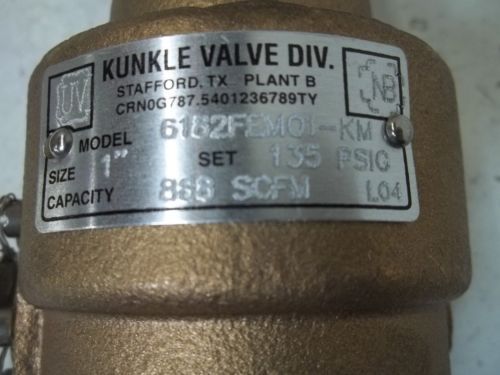 UV KUNKLE VALVE DIV. NB
STAFFORD, TX PLANT B
CRN0G787.5401236789TY
MODEL 6182FEM01-KM
SIZE 1" SET 135 PSIG
CAPACITY SCFM L04